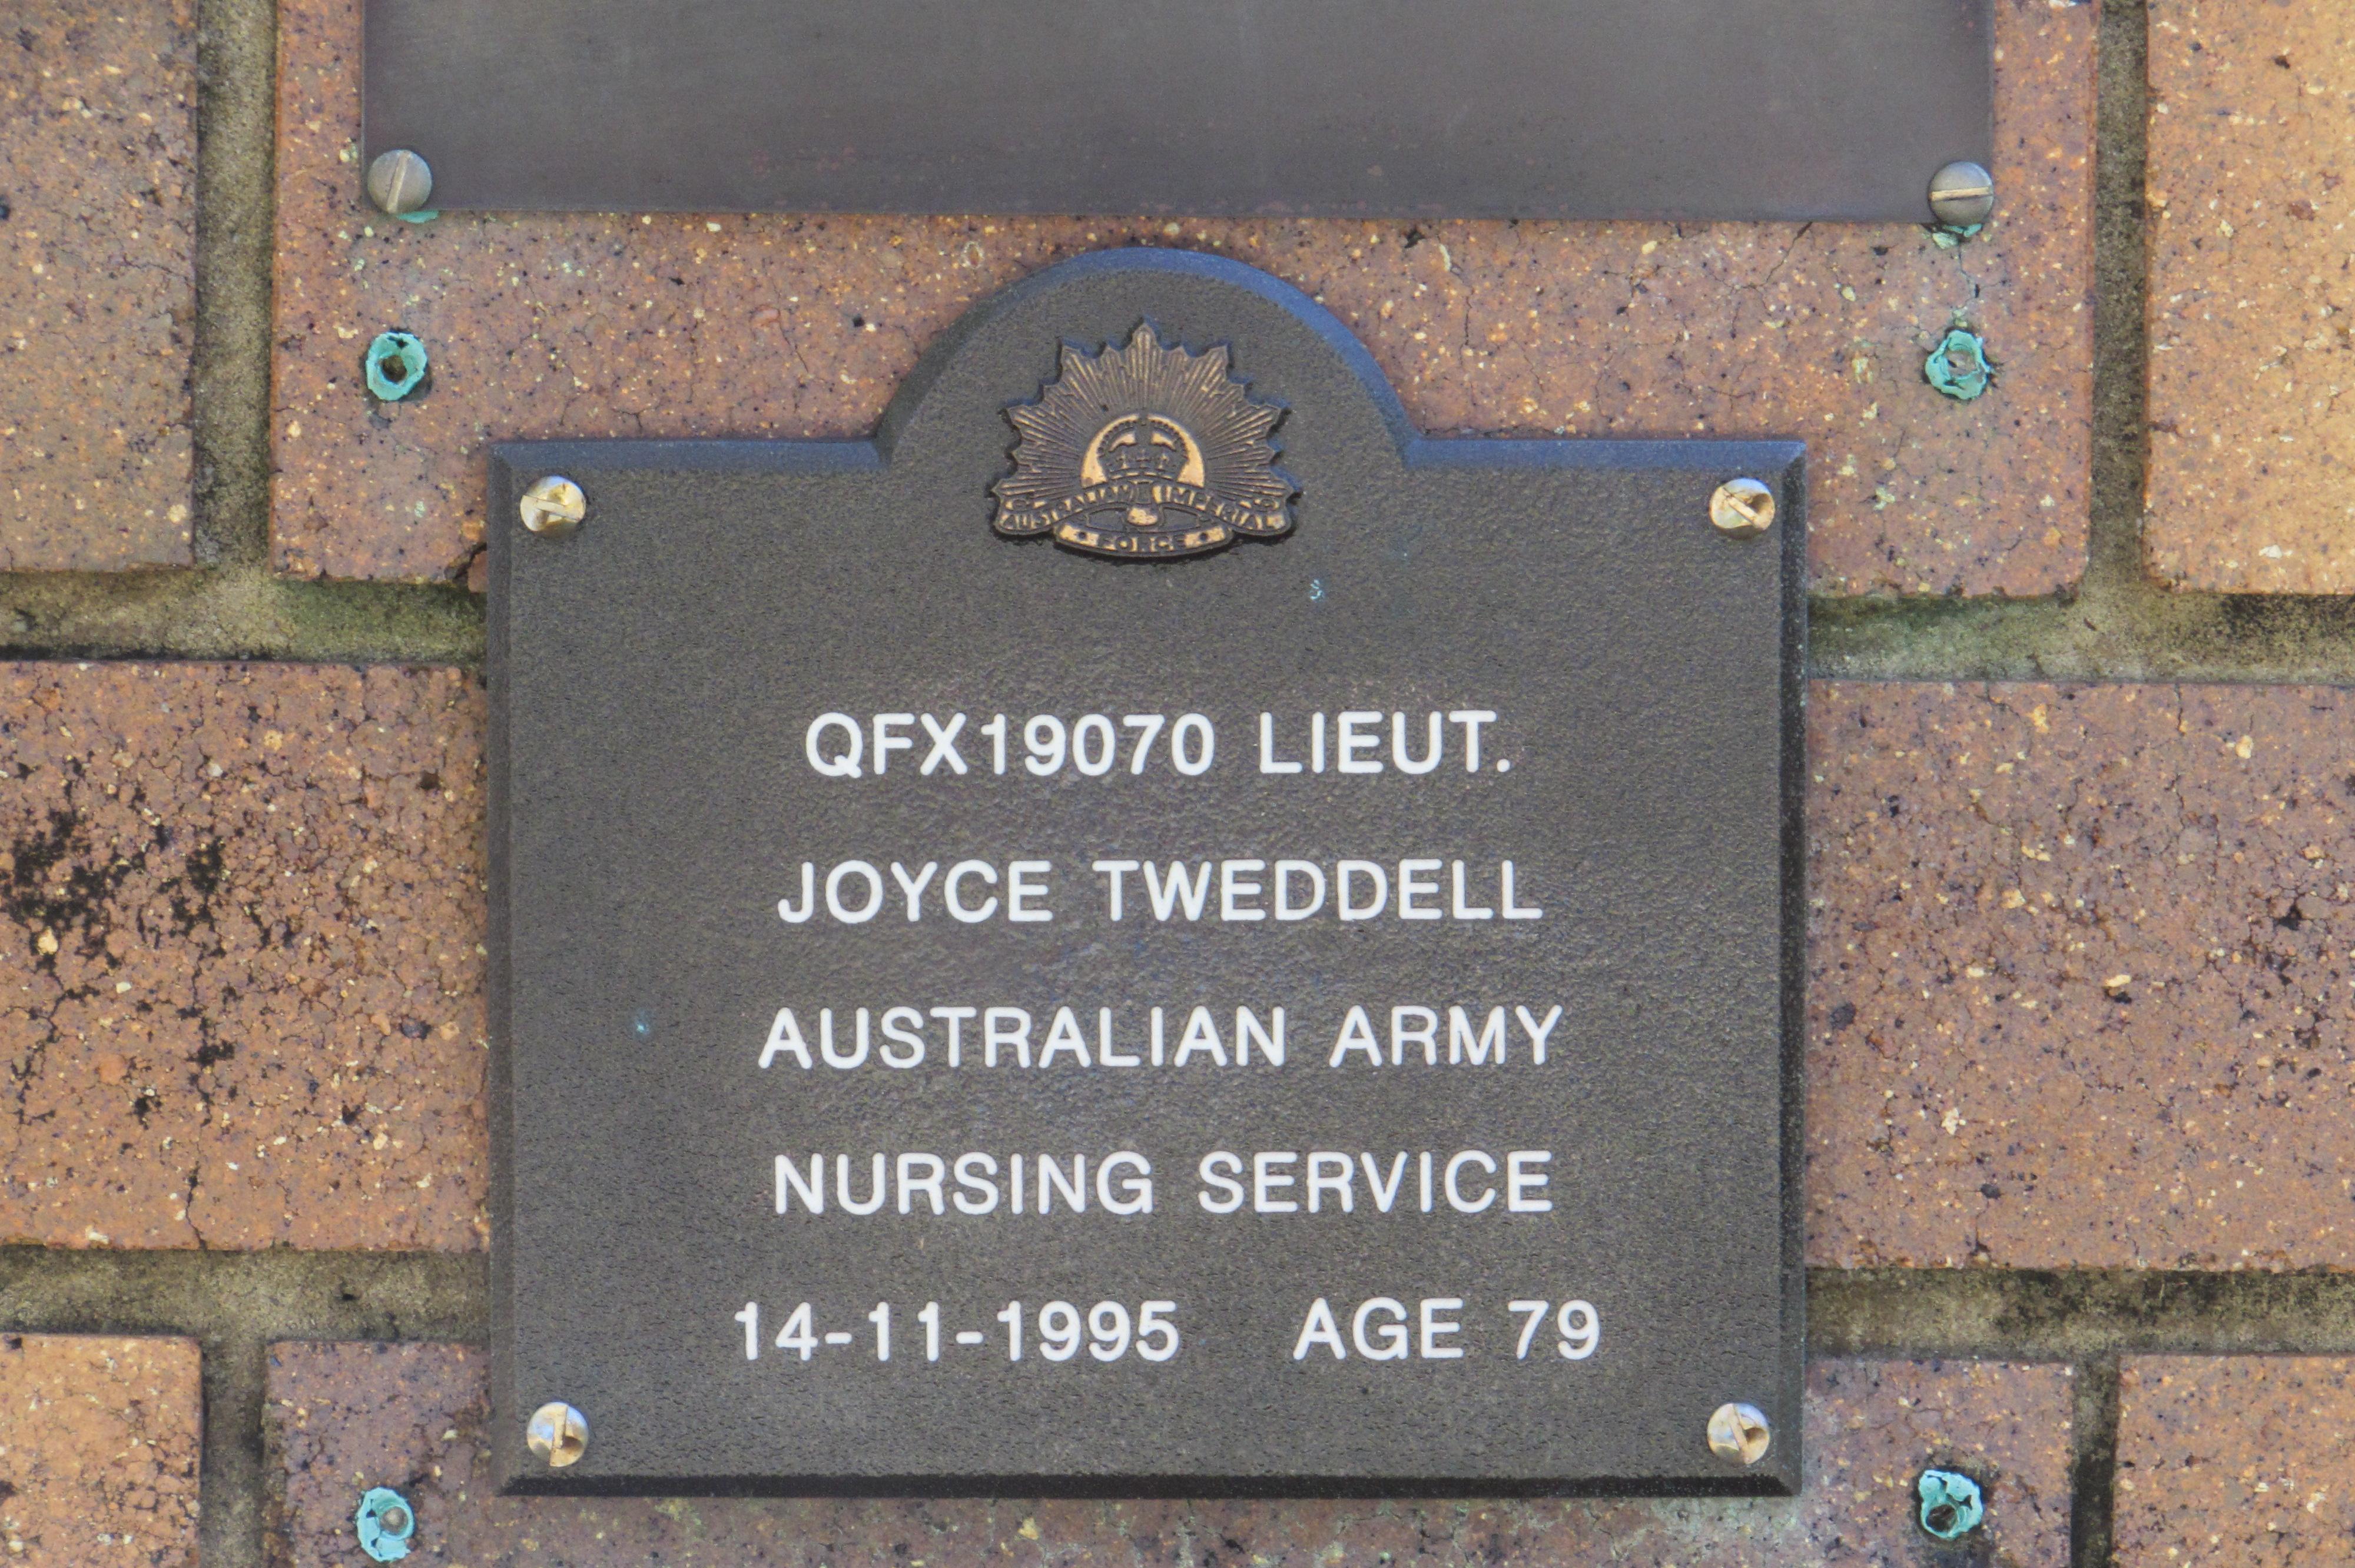 AUSTRALIAN IMPERIAL
FORCE
QFX19070 LIEUT.
JOYCE TWEDDELL
AUSTRALIAN ARMY
NURSING SERVICE
14-11-1995 AGE 79